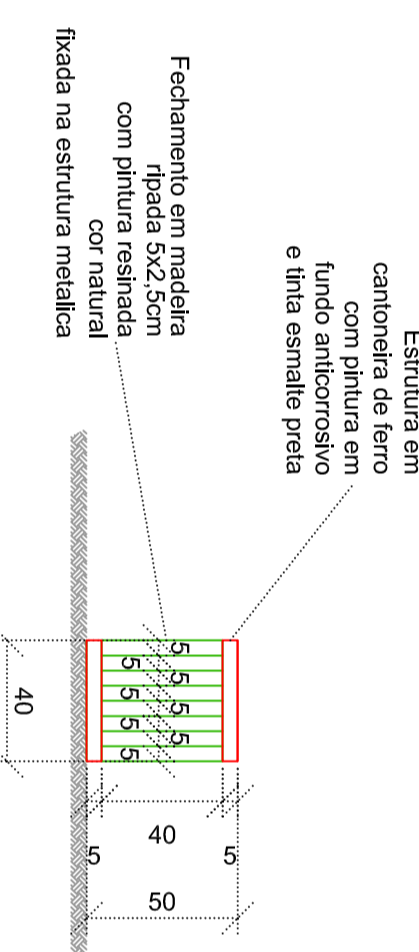 Estrutura em
cantoneira de ferro
com pintura em
fundo anticorrosivo
e tinta esmalte preta
Fechamento em madeira
ripada 5x2,5cm
com pintura resinada
cor natural
fixada na estrutura metalica
5 5 5 5
5 5 5 5
40
5
40
5
50